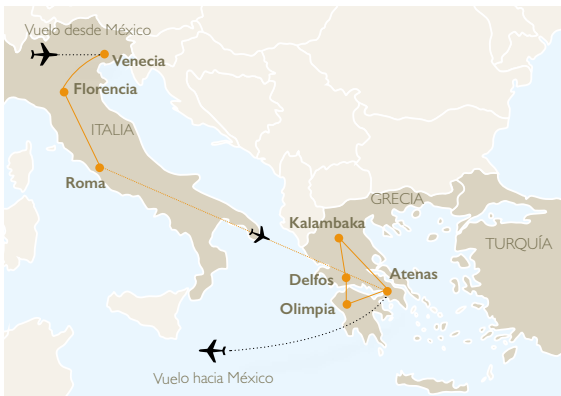 Vuelo desde México
Venecia
Florencia
ITALIA
Roma
GRECIA
Kalambaka
TURQUÍA
Delfos
Atenas
Olimpia
Vuelo hacia México